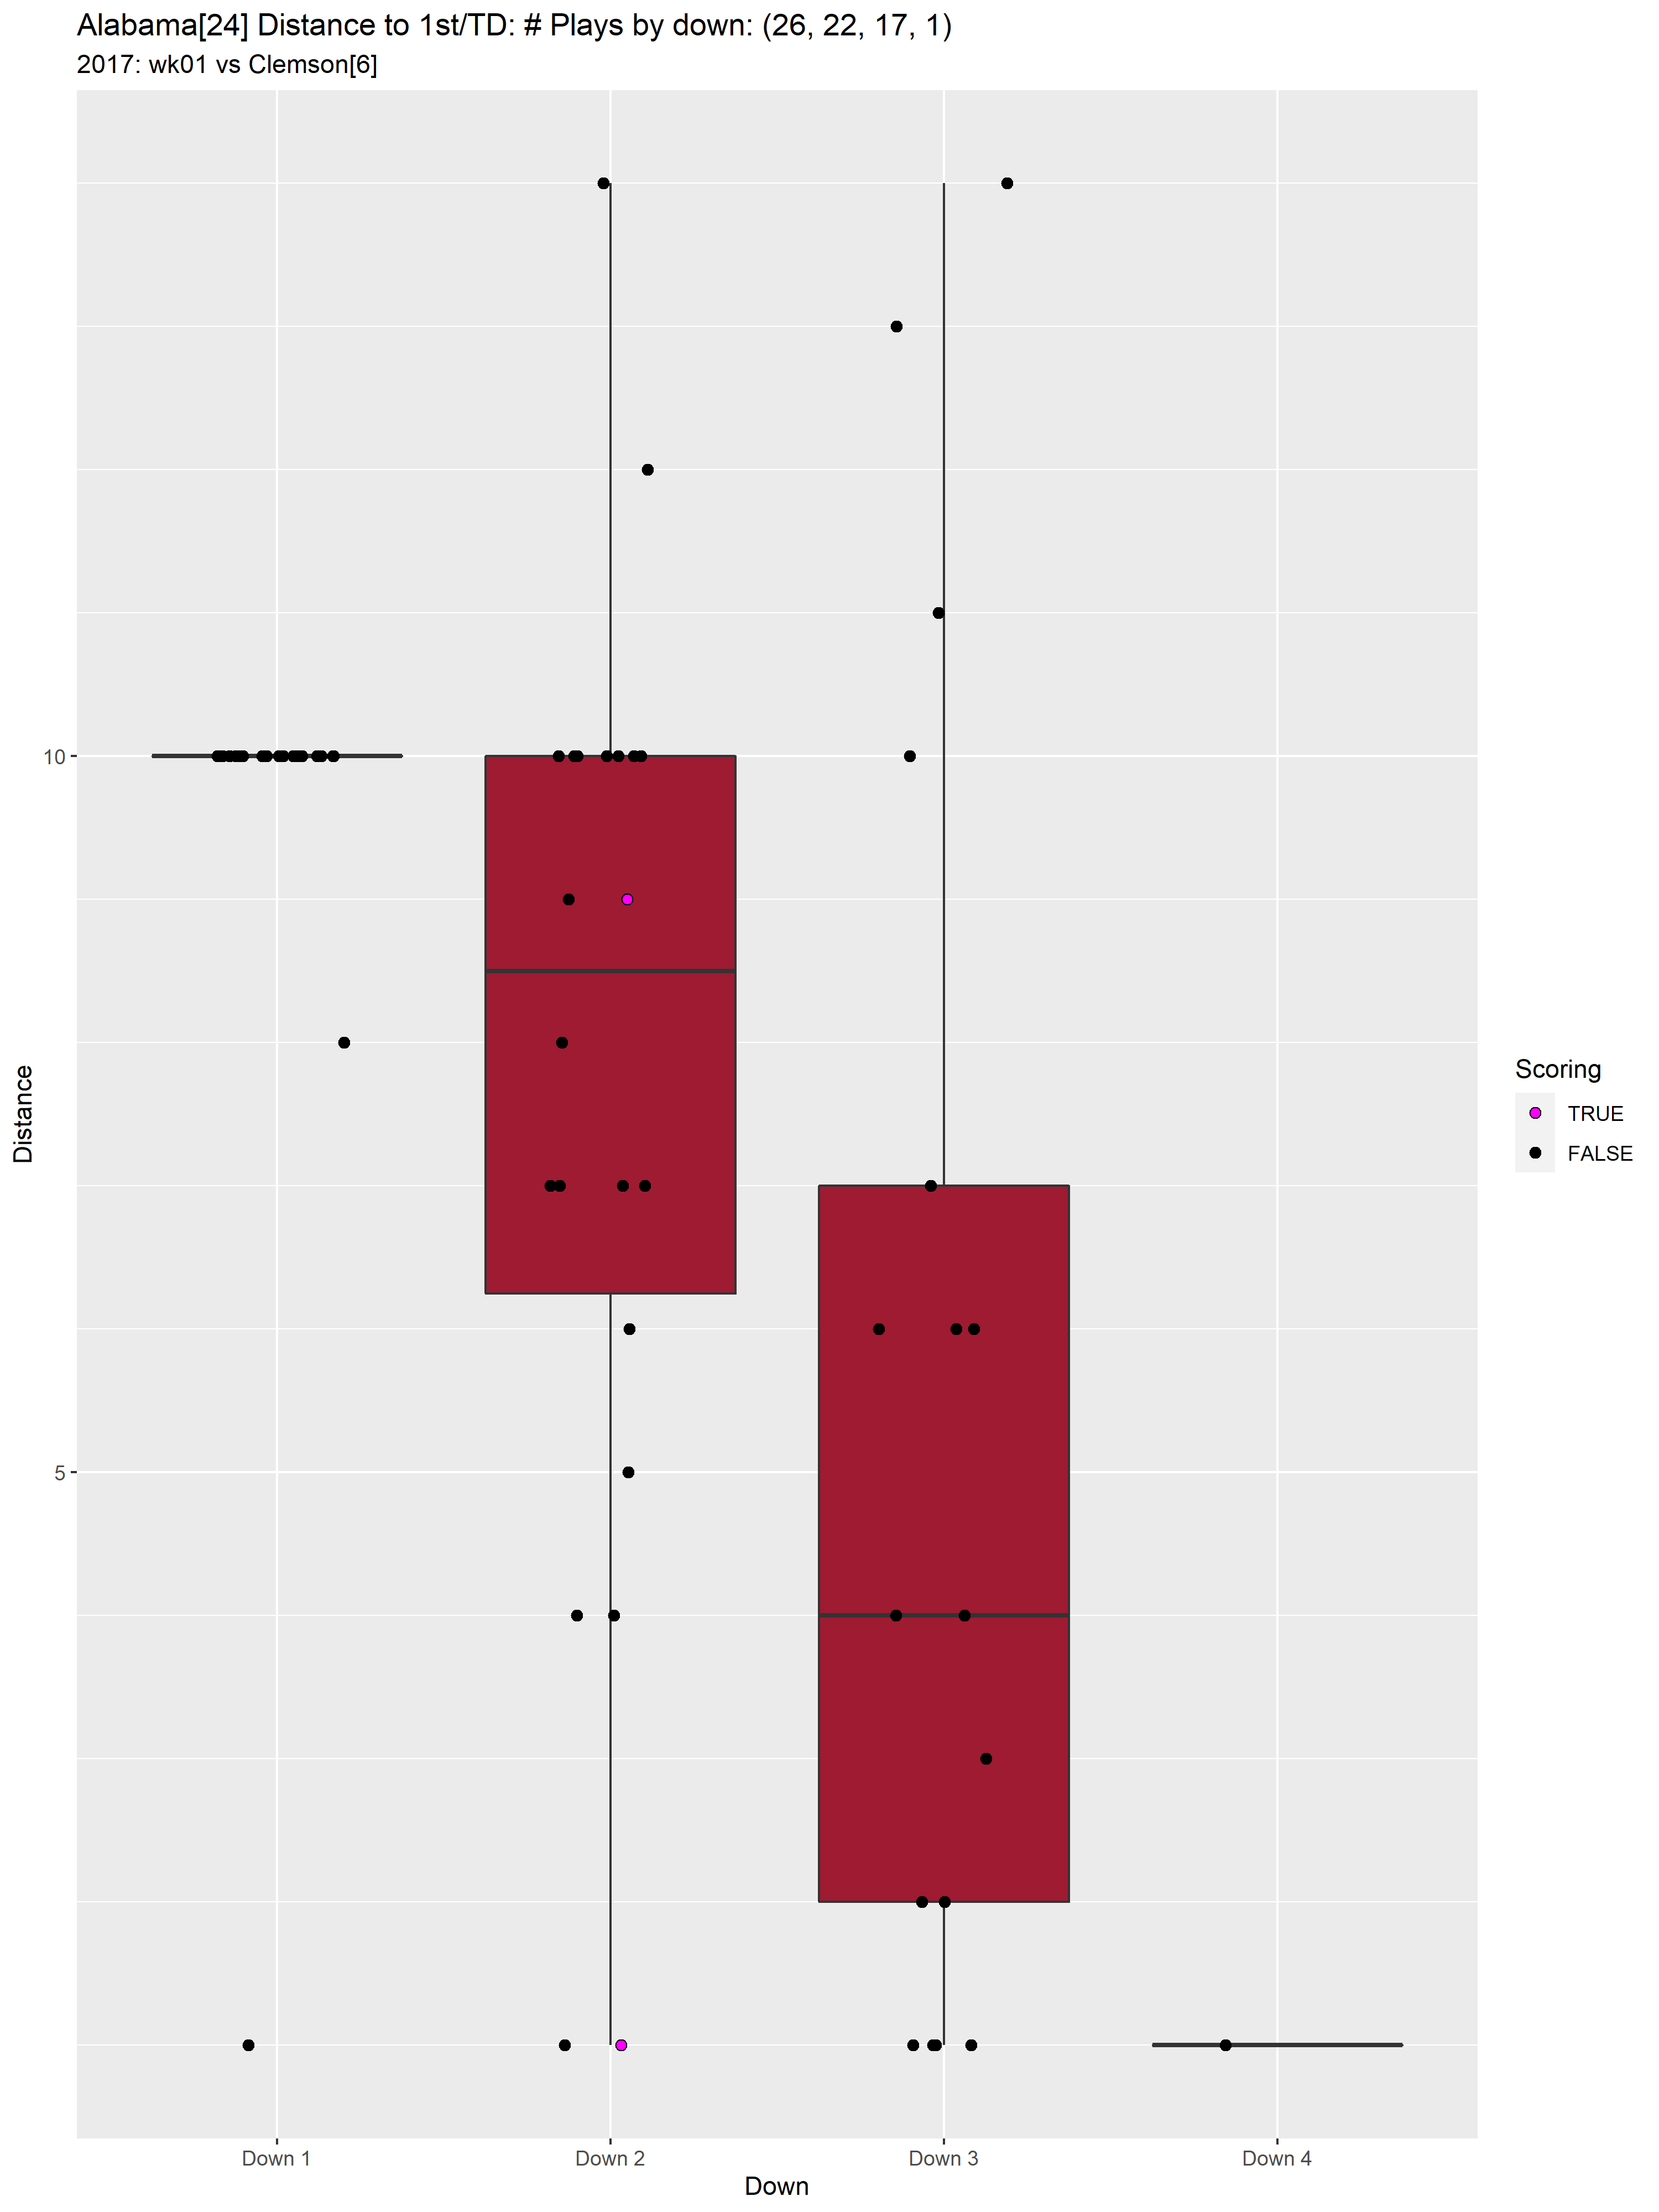 Alabama[24] Distance to 1st/TD: # Plays by down: (26, 22, 17, 1)
2017: wk01 vs Clemson[6]
10
5
Distance
Down 1
Down 2
Down 3
Down 4
Down
Scoring
TRUE
FALSE